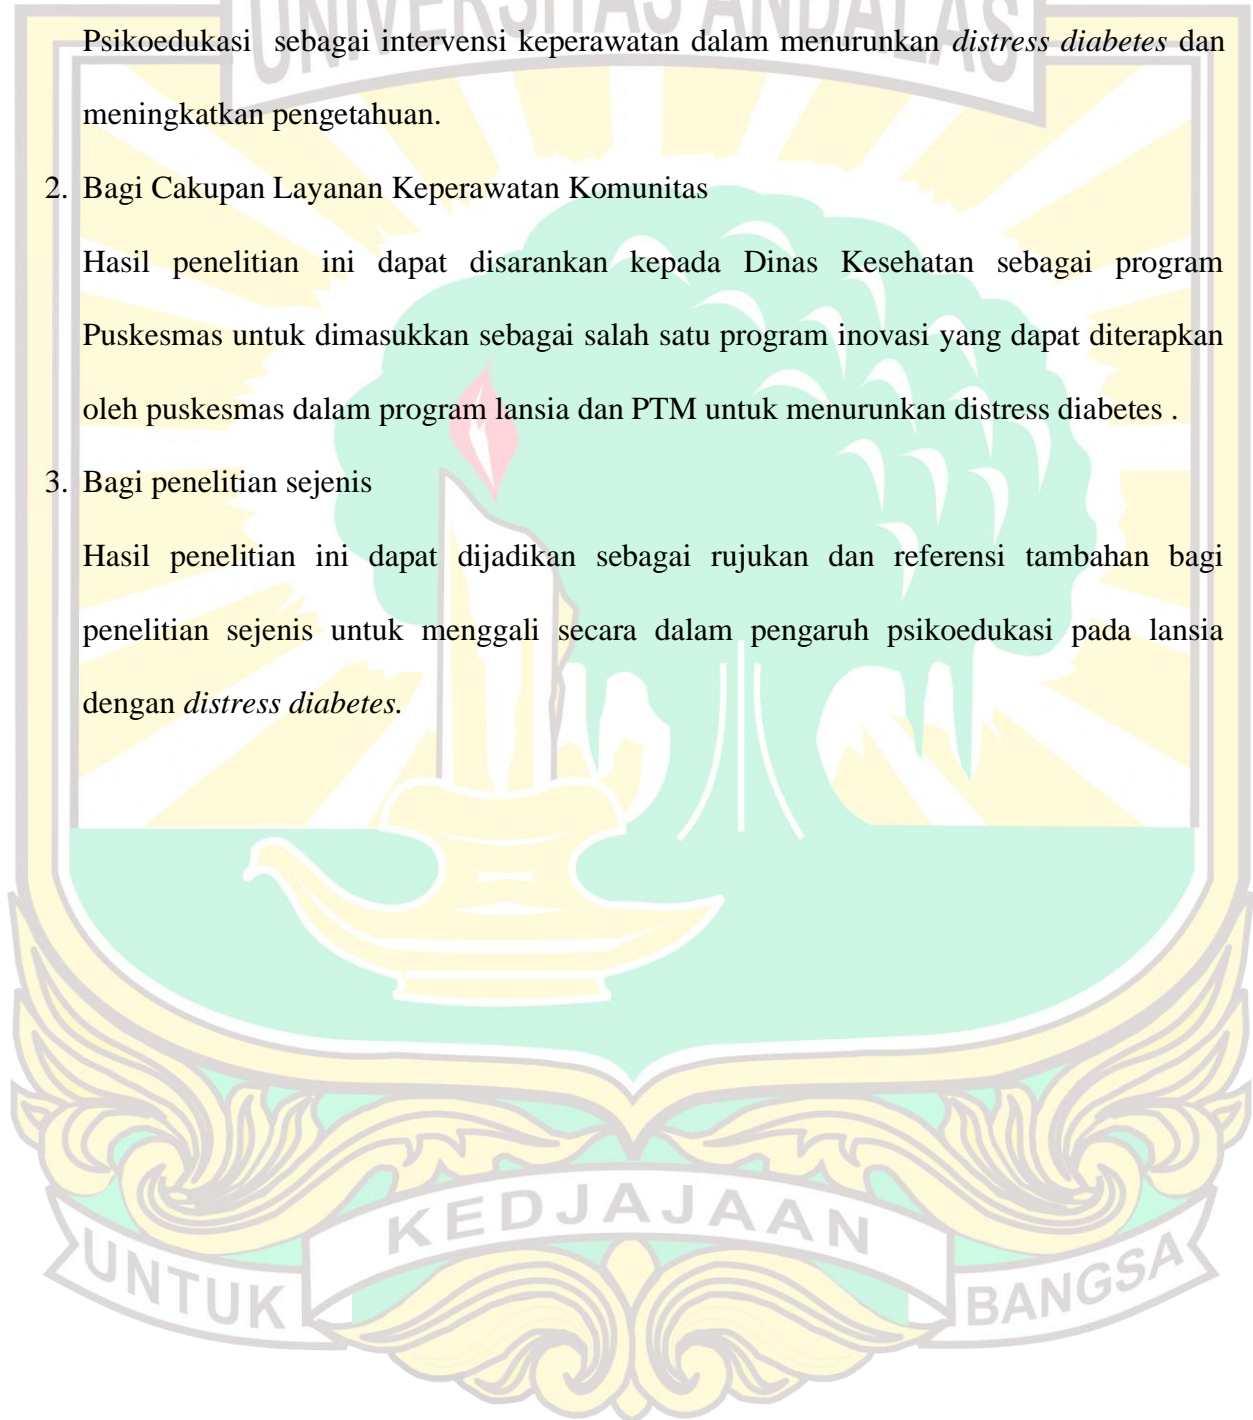 UNIVERSITAS ANDALAS
Psikoedukasi sebagai intervensi keperawatan dalam menurunkan distress diabetes dan
meningkatkan pengetahuan.
2. Bagi Cakupan Layanan Keperawatan Komunitas
Hasil penelitian ini dapat disarankan kepada Dinas Kesehatan sebagai program
Puskesmas untuk dimasukkan sebagai salah satu program inovasi yang dapat diterapkan
oleh puskesmas dalam program lansia dan PTM untuk menurunkan distress diabetes .
3. Bagi penelitian sejenis
Hasil penelitian ini dapat dijadikan sebagai rujukan dan referensi tambahan bagi
penelitian sejenis untuk menggali secara dalam pengaruh psikoedukasi pada lansia
dengan distress diabetes.
UNTUK KEDJAJAAN BANGSA